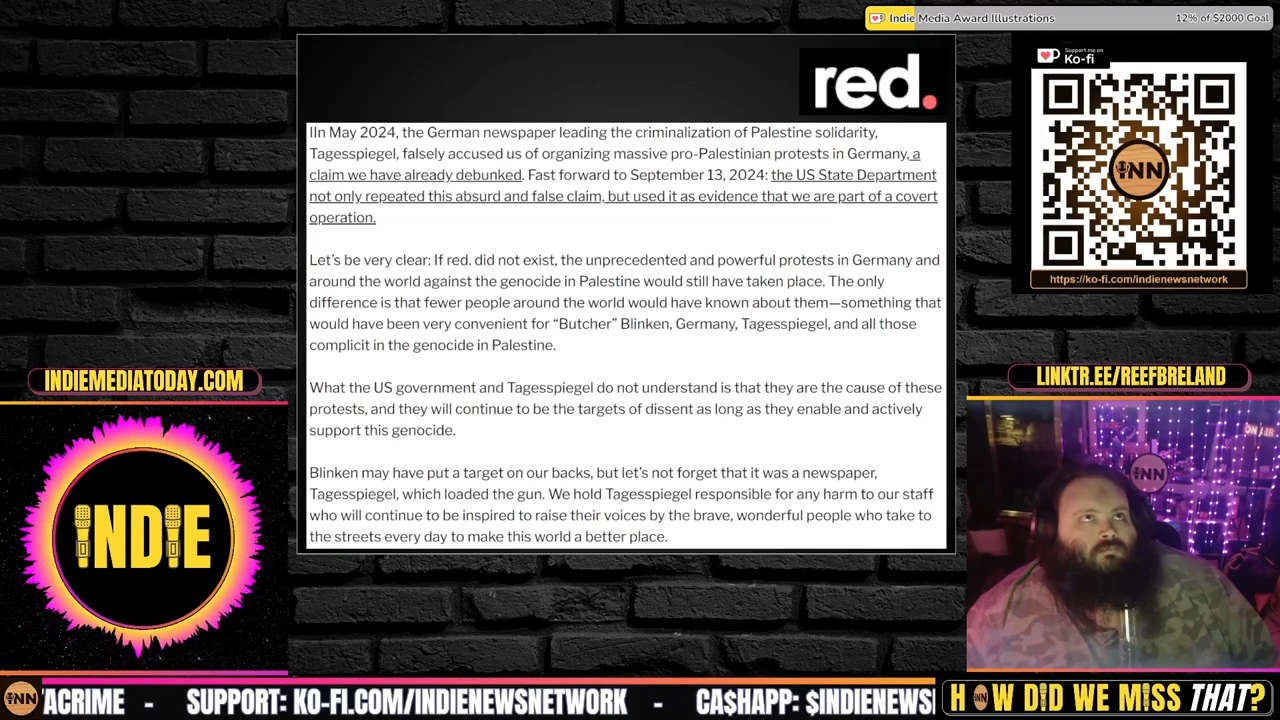 Indie Media Award Illustrations
12% of $2000 Goal
red.
IIn May 2024, the German newspaper leading the criminalization of Palestine solidarity,
Tagesspiegel, falsely accused us of organizing massive pro-Palestinian protests in Germany, a
claim we have already debunked. Fast forward to September 13, 2024: the US State Department
not only repeated this absurd and false claim, but used it as evidence that we are part of a covert
operation.
Let’s be very clear: If red. did not exist, the unprecedented and powerful protests in Germany and
around the world against the genocide in Palestine would still have taken place. The only
difference is that fewer people around the world would have known about them—something that
would have been very convenient for “Butcher” Blinken, Germany, Tagesspiegel, and all those
complicit in the genocide in Palestine.
What the US government and Tagesspiegel do not understand is that they are the cause of these
protests, and they will continue to be the targets of dissent as long as they enable and actively
support this genocide.
Blinken may have put a target on our backs, but let’s not forget that it was a newspaper,
Tagesspiegel, which loaded the gun. We hold Tagesspiegel responsible for any harm to our staff
who will continue to be inspired to raise their voices by the brave, wonderful people who take to
the streets every day to make this world a better place.
Support me on
Ko-fi
INN
https://ko-fi.com/indienewsnetwork
INDIEMEDIATODAY.COM
LINKTR.EE/REEFBRELAND
INDIE
ON AIR
INN
INN
ACRIME - SUPPORT: KO-FI.COM/INDIENEWSNETWORK - CA$HAPP: $INDIENEWS
HOW DID WE MISS THAT?